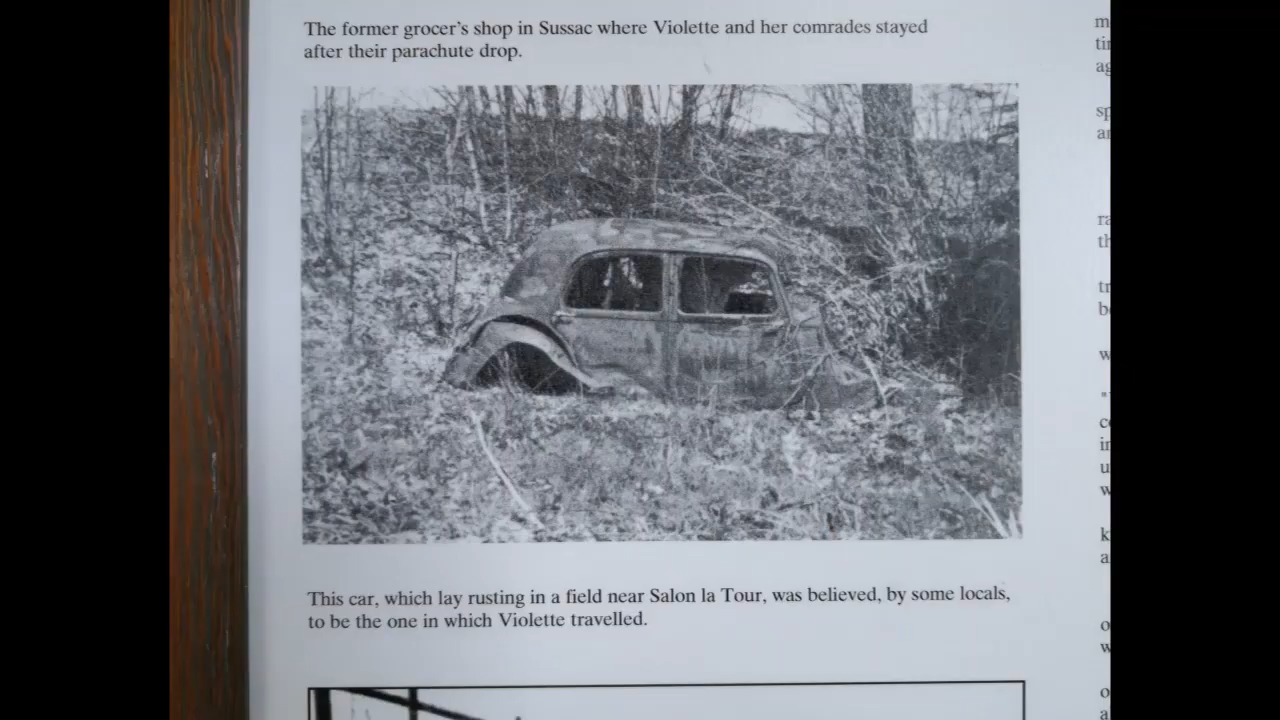 The former grocer's shop in Sussac where Violette and her comrades stayed
after their parachute drop.
This car, which lay rusting in a field near Salon la Tour, was believed, by some locals,
to be the one in which Violette travelled.